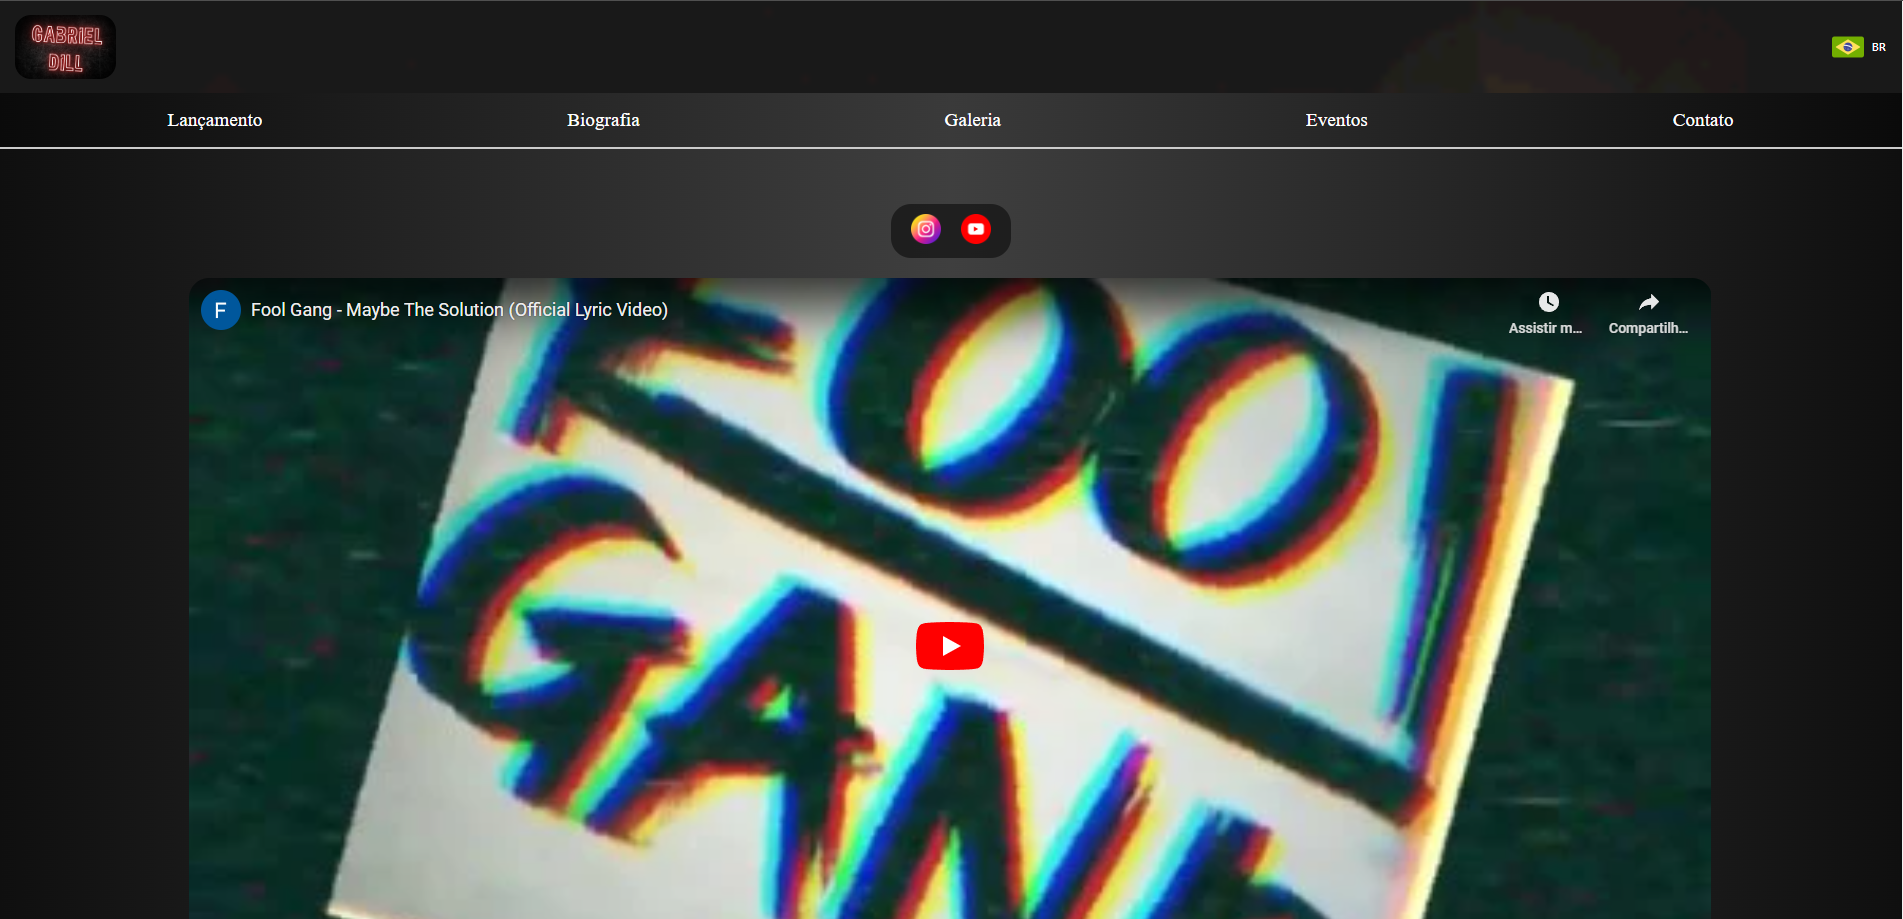 GABRIEL
DILL
BR
Lançamento Biografia Galeria Eventos Contato
F Fool Gang - Maybe The Solution (Official Lyric Video)
Assistir m... Compartilh...
FOOL
GANG